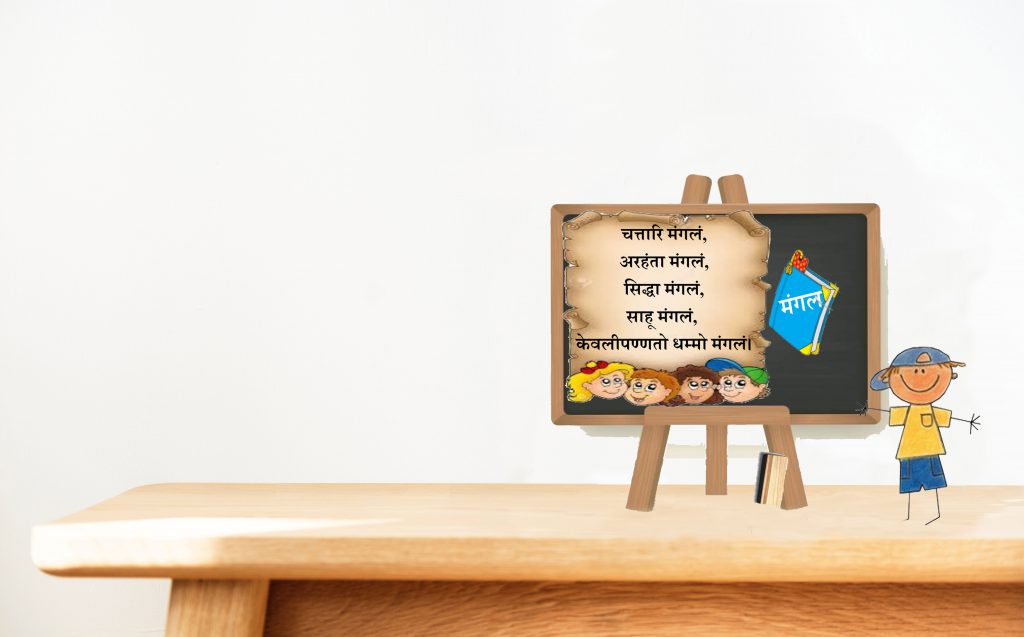 चत्तारि मंगलं,
अरहंता मंगलं,
सिद्धा मंगलं,
साहू मंगलं,
केवलीपण्णतो धम्मो मंगलं।
मंगल